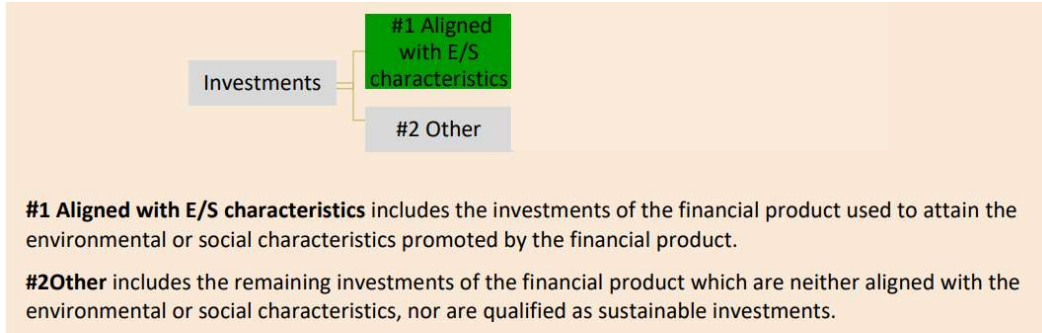 #1 Aligned
with E/S
characteristics
Investments
#2 Other
#1 Aligned with E/S characteristics includes the investments of the financial product used to attain the
environmental or social characteristics promoted by the financial product.
#2Other includes the remaining investments of the financial product which are neither aligned with the
environmental or social characteristics, nor are qualified as sustainable investments.